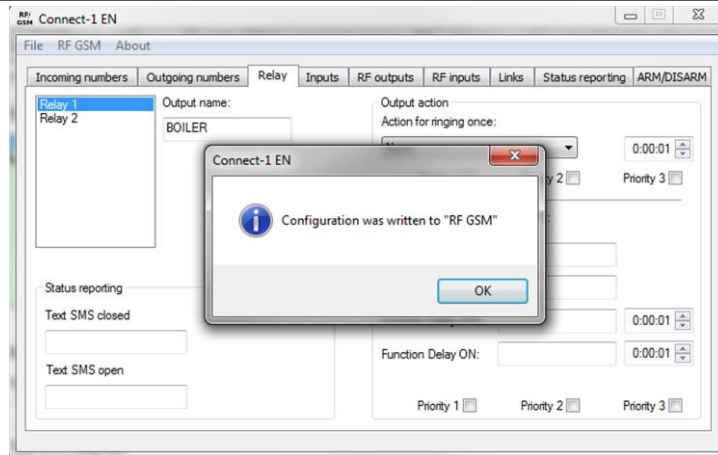 RF/
GSM Connect-1 EN
File RF GSM About
Incoming numbers Outgoing numbers Relay Inputs RF outputs RF inputs Links Status reporting ARM/DISARM
Relay 1
Relay 2
Output name:
BOILER
Output action
Action for ringing once:
0:00:01
Priority 3
Connect-1 EN
Configuration was written to "RF GSM"
OK
Status reporting
Text SMS closed
Text SMS open
0:00:01
Function Delay ON:
0:00:01
Priority 1 Priority 2 Priority 3